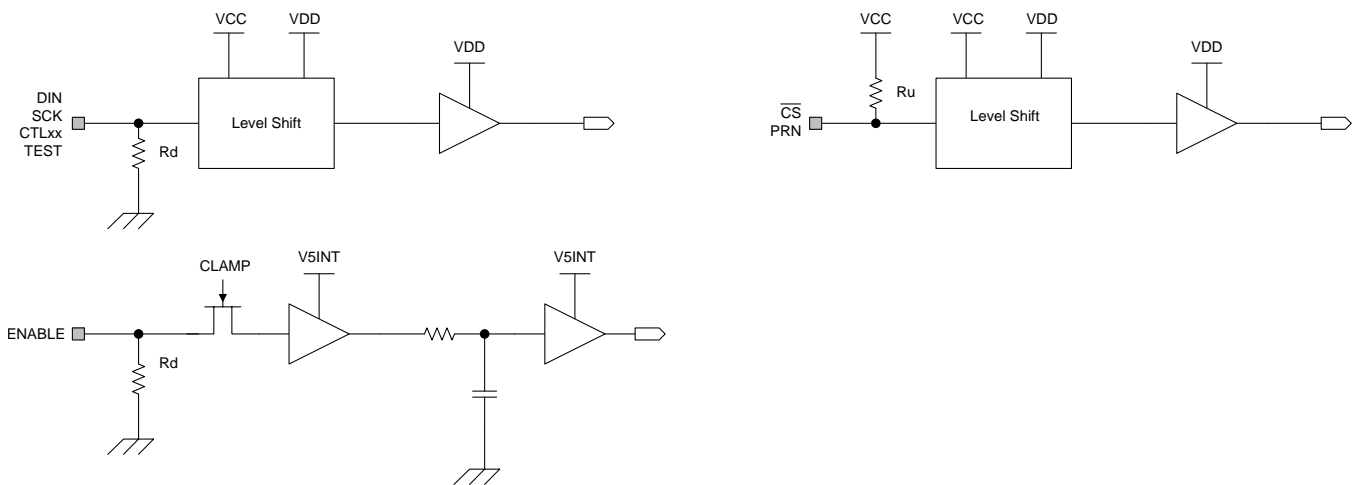 VCC
VDD
VDD
DIN
SCK
CTLxx
TEST
Level Shift
Rd
VCC
VCC
VDD
VDD
Ru
CS
PRN
Level Shift
CLAMP
V5INT
V5INT
ENABLE
Rd